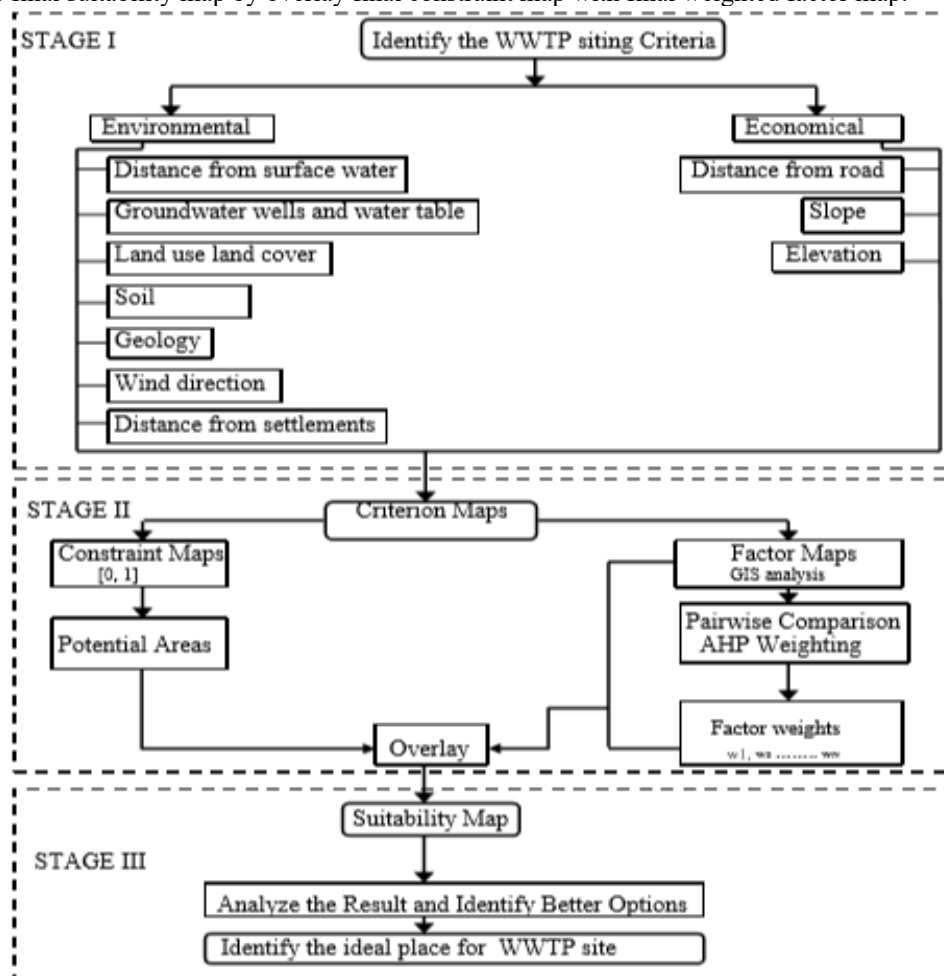 final suitability map by overlay final constraint map with final weighted factor map.
STAGE I
Identify the WWTP siting Criteria
Environmental
Economical
Distance from surface water
Distance from road
Groundwater wells and water table
Slope
Land use land cover
Elevation
Soil
Geology
Wind direction
Distance from settlements
STAGE II
Criterion Maps
Constraint Maps
[0, 1]
Factor Maps
GIS analysis
Potential Areas
Pairwise Comparison
AHP Weighting
Factor weights
w1,
Overlay
Suitability Map
STAGE III
Analyze the Result and Identify Better Options
Identify the ideal place for WWTP site